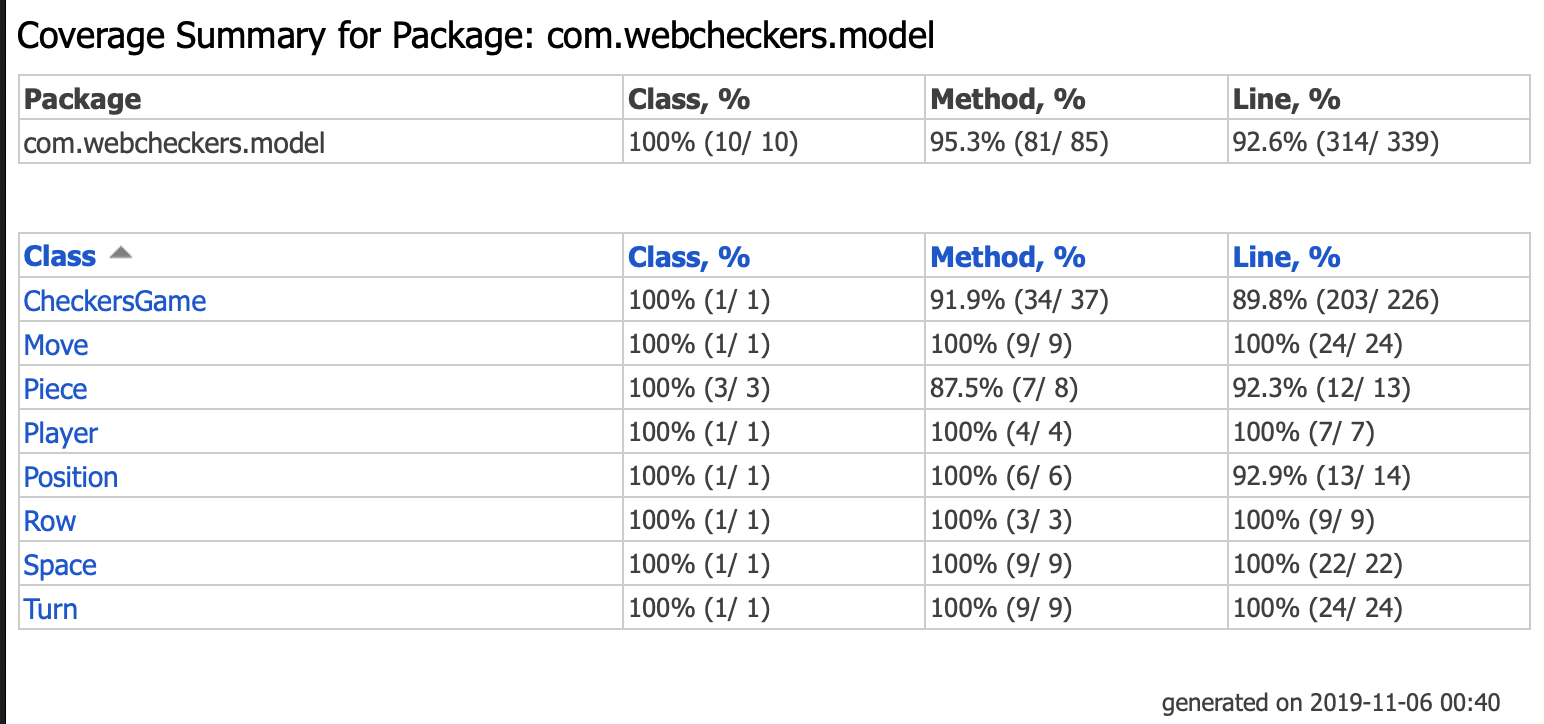 Coverage Summary for Package: com.webcheckers.model
Package Class, % Method, % Line, %
com.webcheckers.model 100% (10/ 10) 95.3% (81/ 85) 92.6% (314/ 339)
Class Class, % Method, % Line, %
CheckersGame 100% (1/ 1) 91.9% (34/ 37) 89.8% (203/ 226)
Move 100% (1/ 1) 100% (9/ 9) 100% (24/ 24)
Piece 100% (3/ 3) 87.5% (7/ 8) 92.3% (12/ 13)
Player 100% (1/ 1) 100% (4/ 4) 100% (7/ 7)
Position 100% (1/ 1) 100% (6/ 6) 92.9% (13/ 14)
Row 100% (1/ 1) 100% (3/ 3) 100% (9/ 9)
Space 100% (1/ 1) 100% (9/ 9) 100% (22/ 22)
Turn 100% (1/ 1) 100% (9/ 9) 100% (24/ 24)
generated on 2019-11-06 00:40